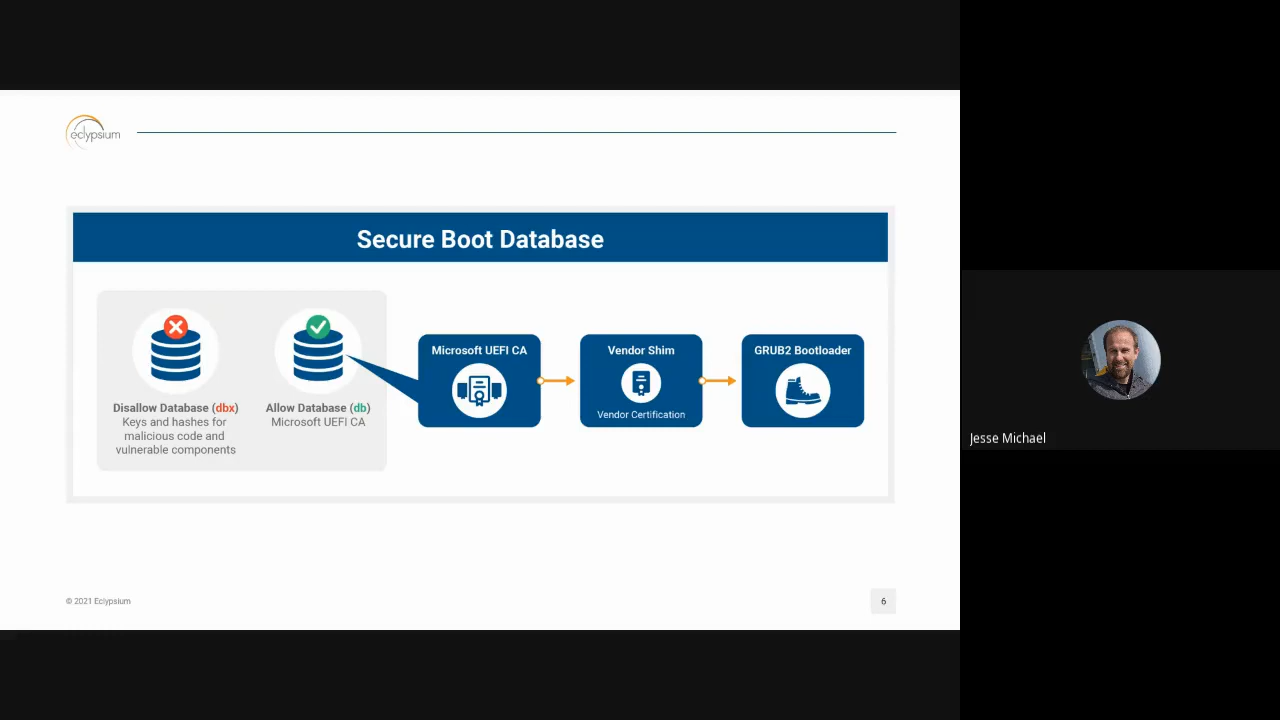 eclypsium
Secure Boot Database
Disallow Database (dbx)
Keys and hashes for
malicious code and
vulnerable components
Allow Database (db)
Microsoft UEFI CA
Microsoft UEFI CA
Vendor Shim
Vendor Certification
GRUB2 Bootloader
Jesse Michael
© 2021 Eclypsium
6